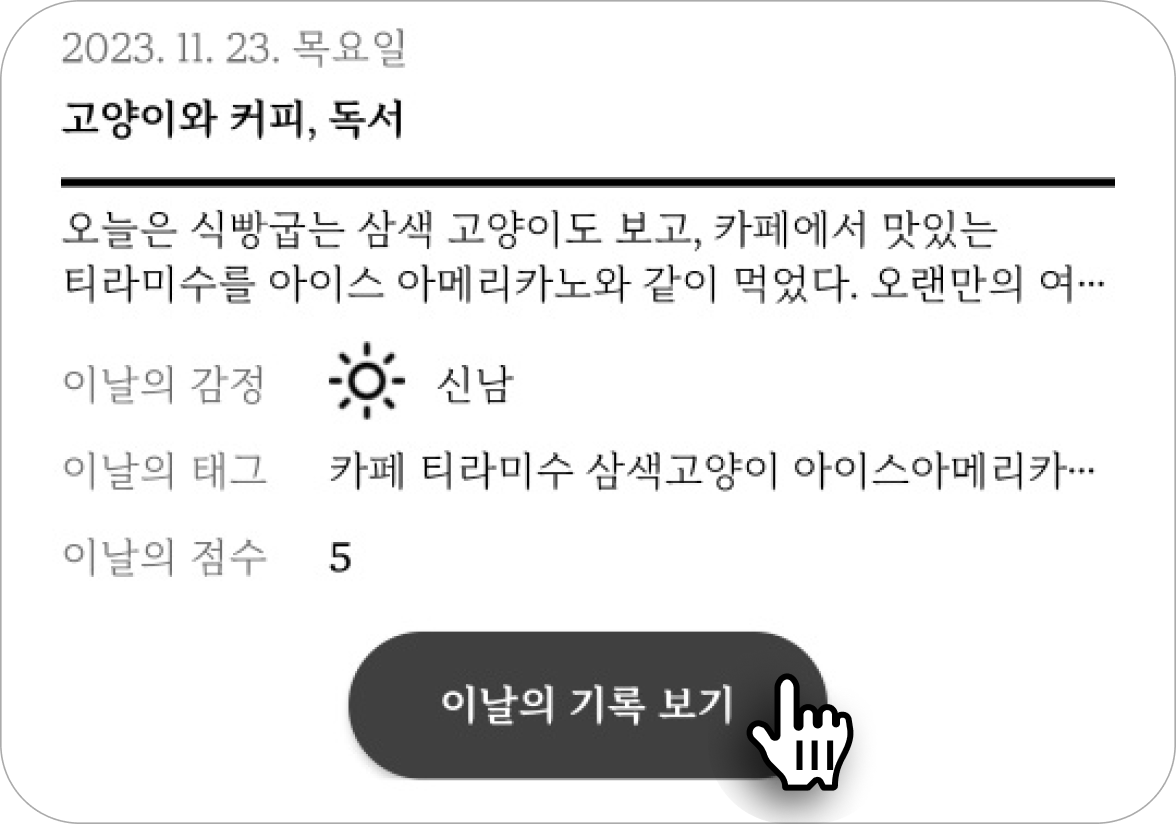 2023. 11. 23. 목요일
고양이와 커피, 독서
오늘은 식빵굽는 삼색 고양이도 보고, 카페에서 맛있는
티라미수를 아이스 아메리카노와 같이 먹었다. 오랜만의 여…
이날의 감정 신남
이날의 태그 카페 티라미수 삼색고양이 아이스아메리카…
이날의 점수 5
이날의 기록 보기